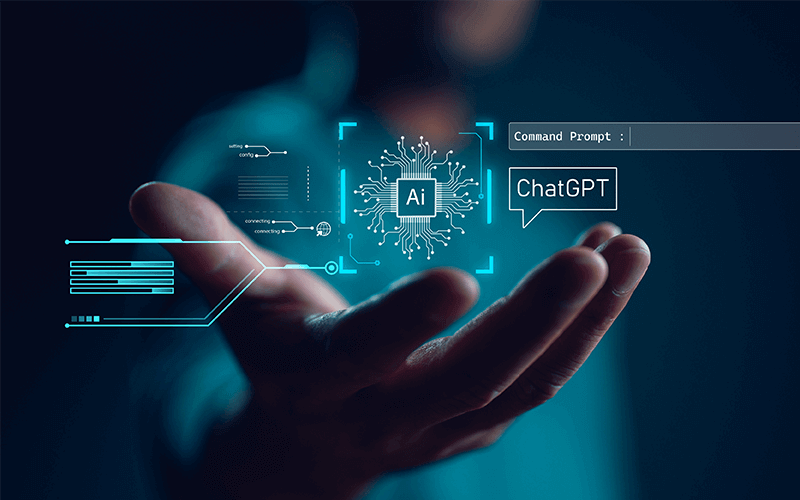 Command Prompt :
setting
config
Ai
ChatGPT
connecting
connecting